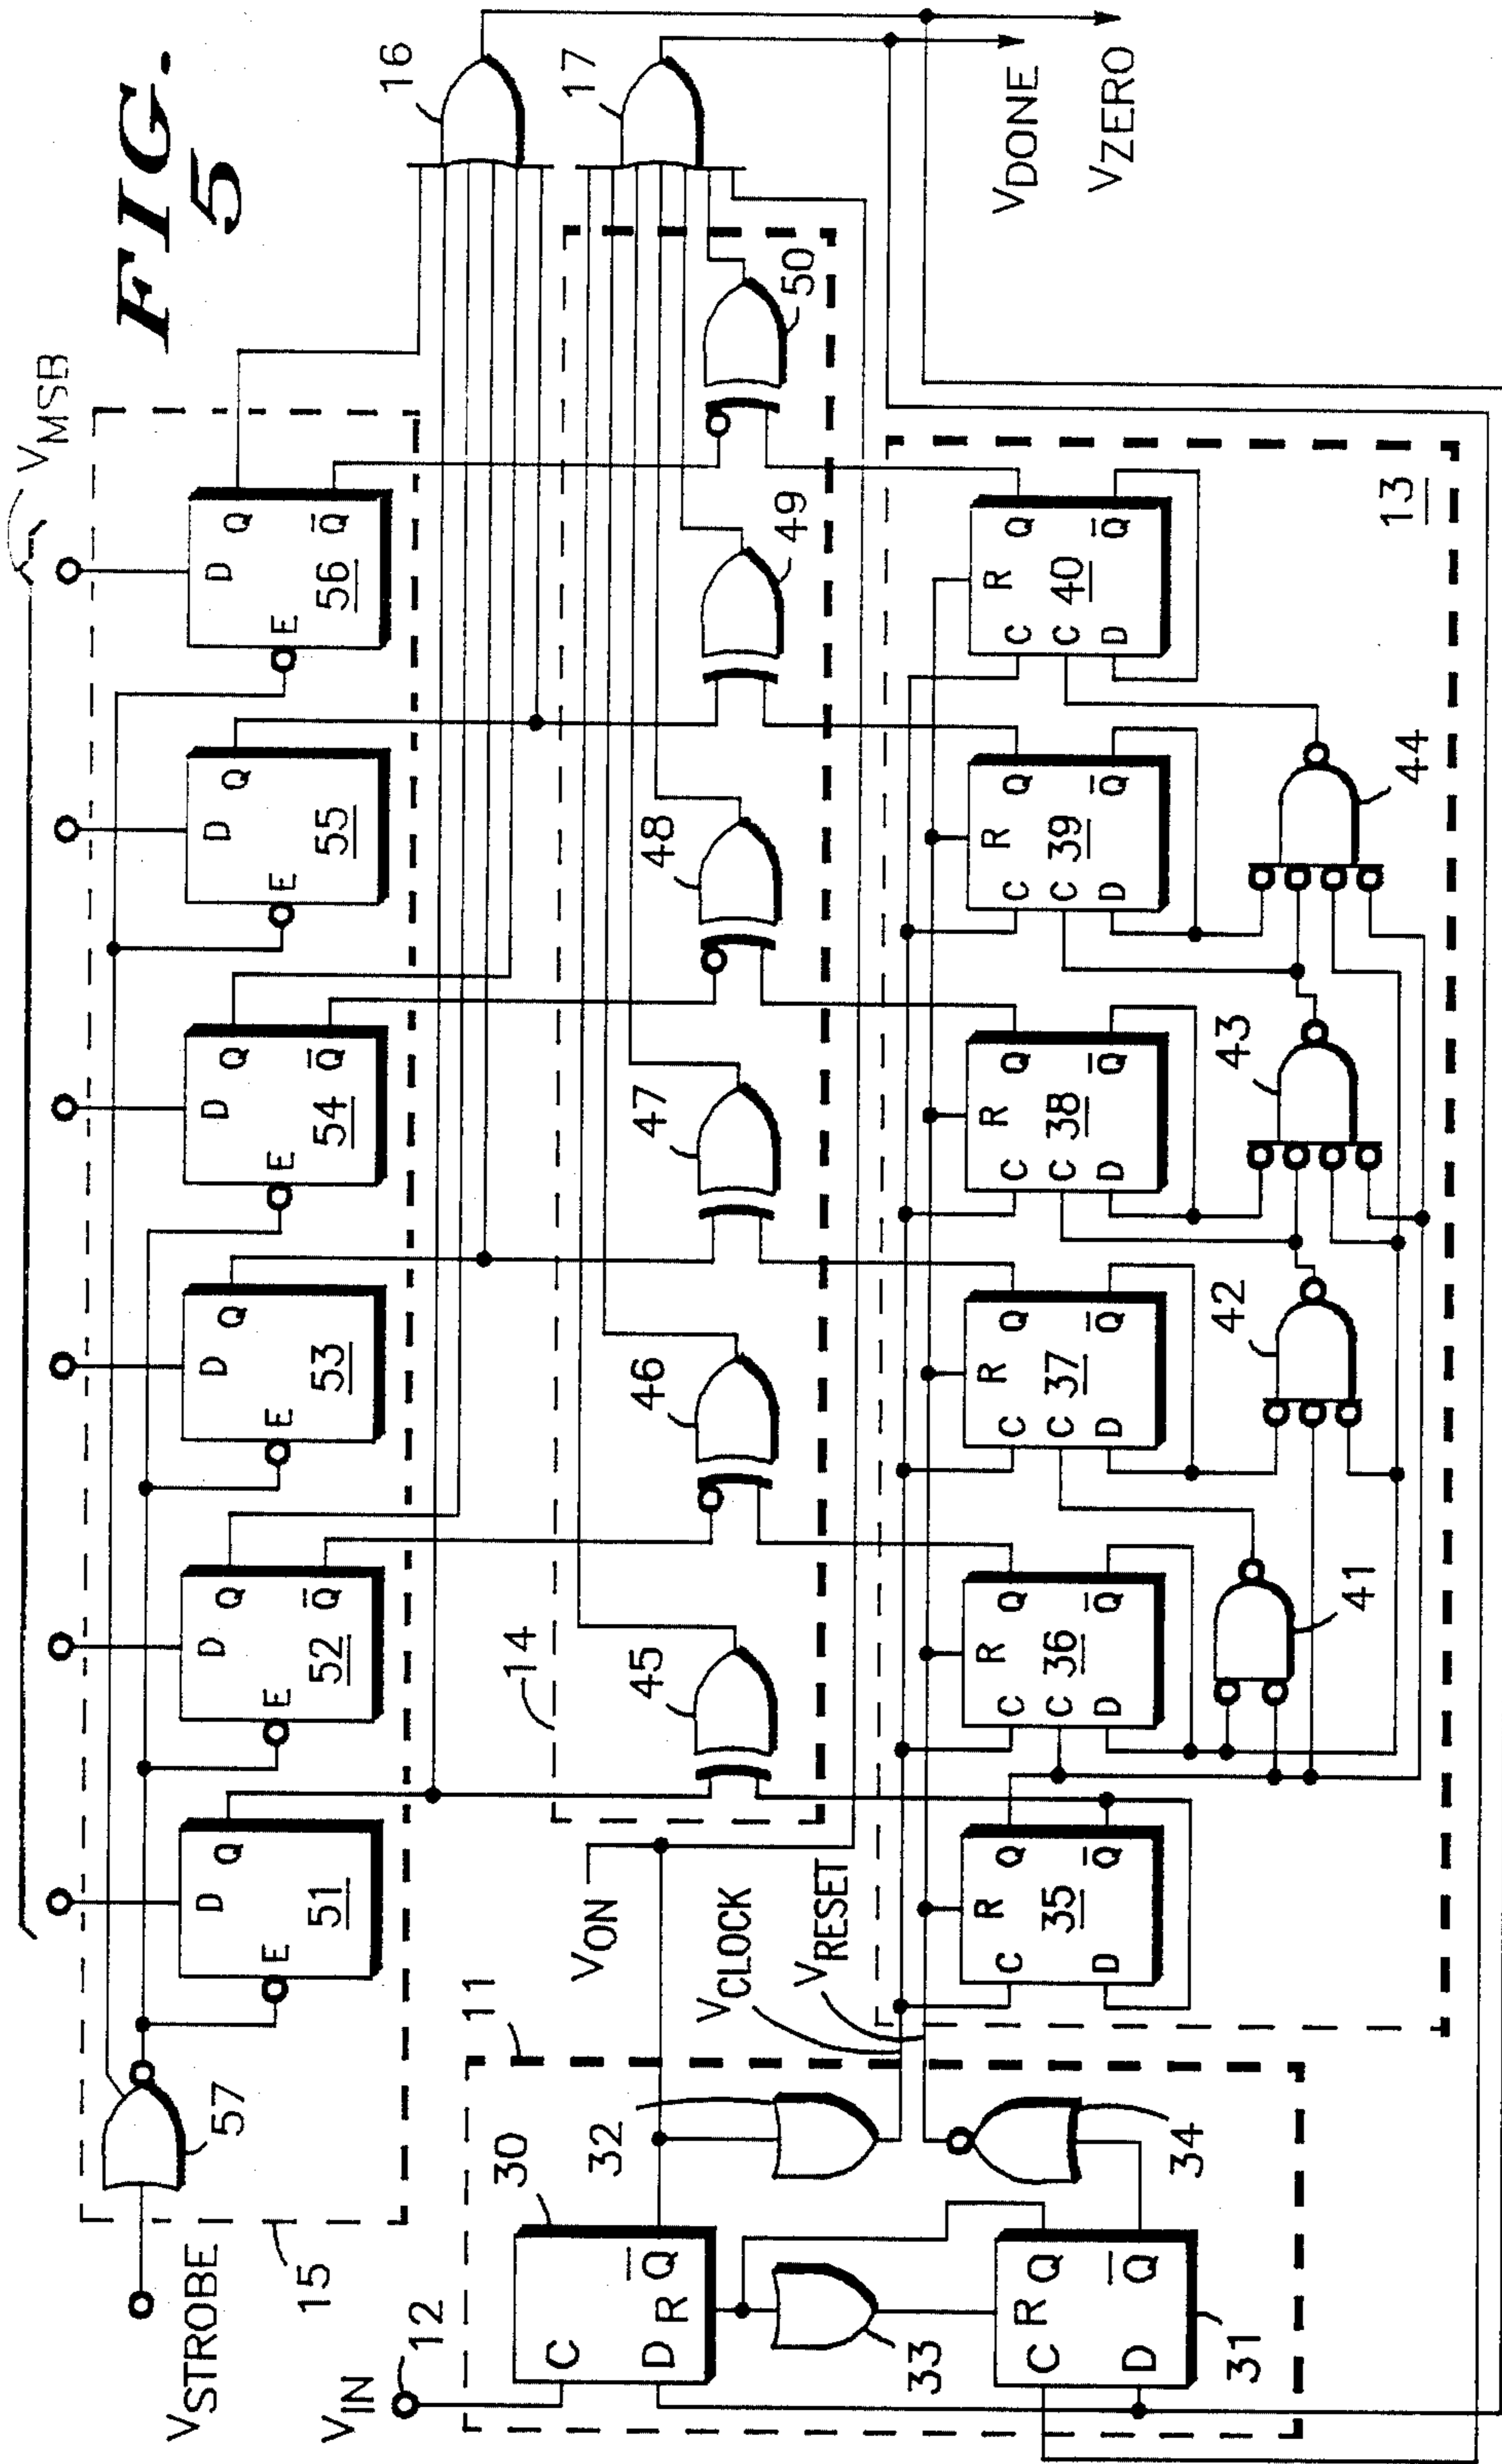 FIG.
5
VMSB
VSTROBE
15
57
D
Q
E
51
D
Q
Q̅
E
52
D
Q
E
53
D
Q
Q̅
E
54
D
Q
E
55
D
Q
Q̅
E
56
16
17
14
45
46
47
48
49
50
VON
VCLOCK
VRESET
VDONE
VZERO
VIN
12
11
30
C
D
R
Q̅
32
33
34
C
D
R
Q
Q̅
31
C
D
R
Q
Q̅
35
C
C
D
R
Q
Q̅
36
C
C
D
R
Q
Q̅
37
C
C
D
R
Q
Q̅
38
C
C
D
R
Q
Q̅
39
C
C
D
R
Q
Q̅
40
41
42
43
44
13